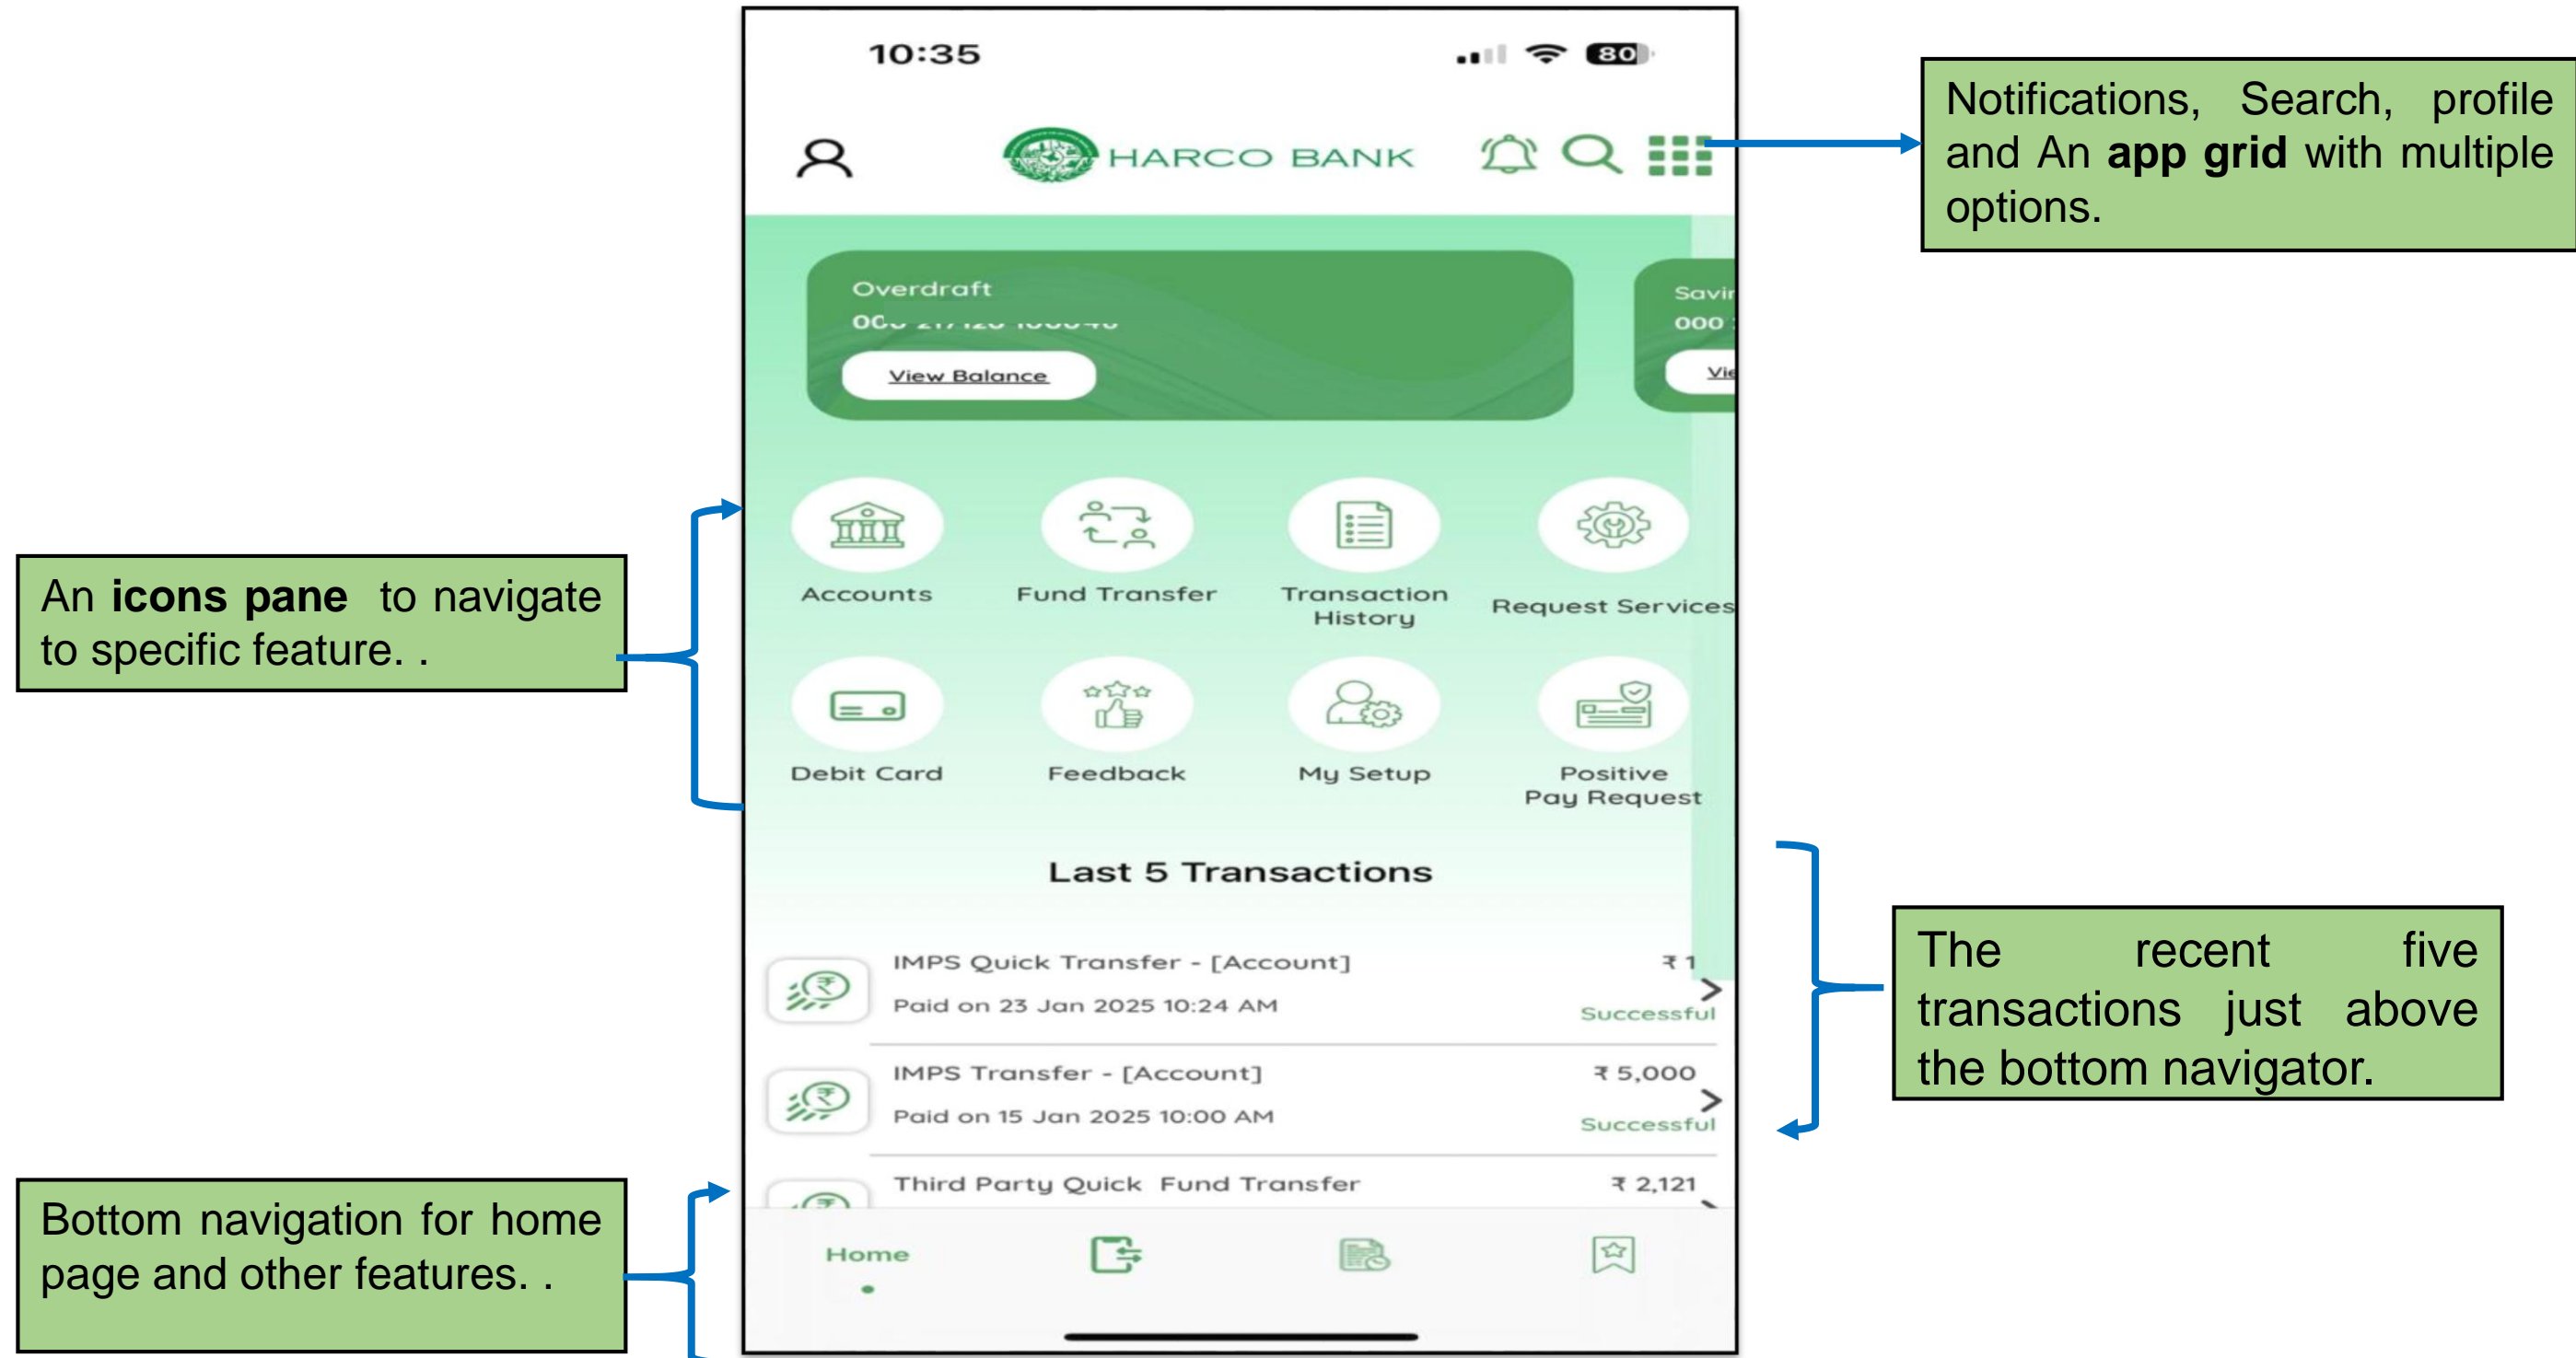 10:35
80
HARCO BANK
Notifications, Search, profile
and An app grid with multiple
options.
Overdraft
View Balance
000
An icons pane to navigate
to specific feature. .
Accounts
Fund Transfer
Transaction
History
Request Services
Debit Card
Feedback
My Setup
Positive
Pay Request
Last 5 Transactions
IMPS Quick Transfer - [Account]
₹ 1
Paid on 23 Jan 2025 10:24 AM
Successful
IMPS Transfer - [Account]
₹ 5,000
Paid on 15 Jan 2025 10:00 AM
Successful
Third Party Quick Fund Transfer
₹ 2,121
The recent five
transactions just above
the bottom navigator.
Bottom navigation for home
page and other features. .
Home